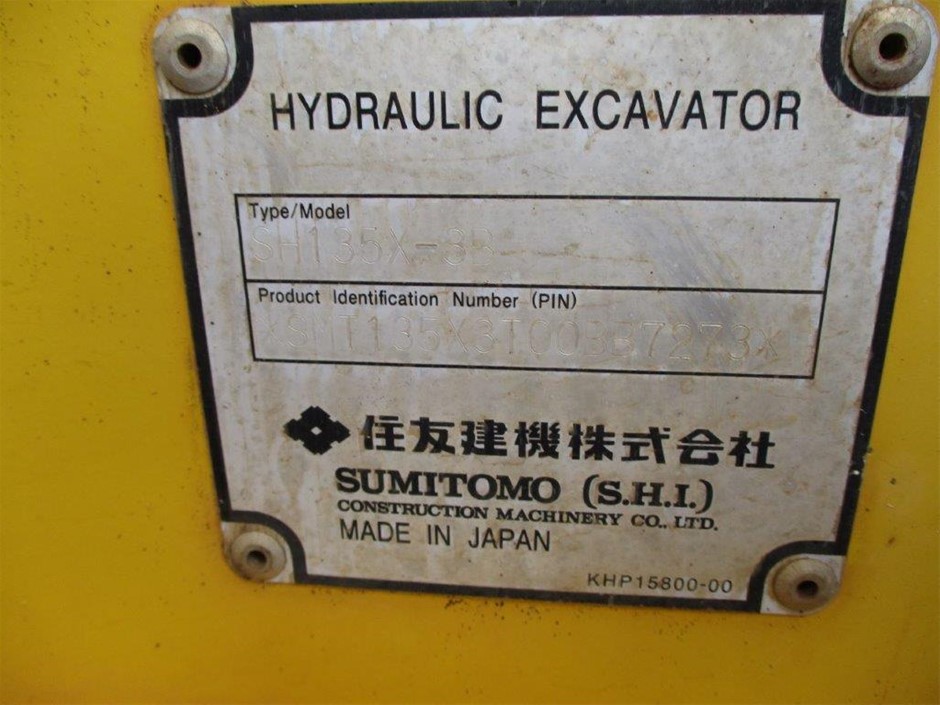 HYDRAULIC EXCAVATOR
Type/Model
SH135X-3B
Product Identification Number (PIN)
住友建機株式会社
SUMITOMO (S.H.I.)
CONSTRUCTION MACHINERY CO., LTD.
MADE IN JAPAN
KHP15800-00